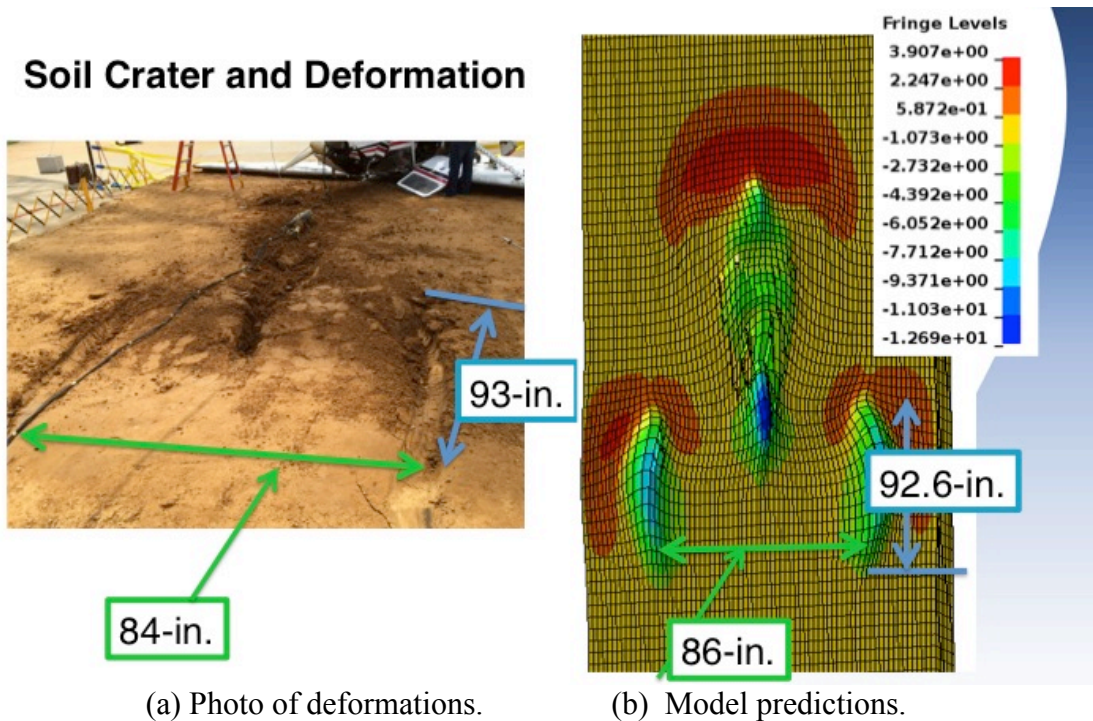 Soil Crater and Deformation
93-in.
84-in.
Fringe Levels
3.907e+00
2.247e+00
5.872e-01
-1.073e+00
-2.732e+00
-4.392e+00
-6.052e+00
-7.712e+00
-9.371e+00
-1.103e+01
-1.269e+01
92.6-in.
86-in.
(a) Photo of deformations.
(b) Model predictions.